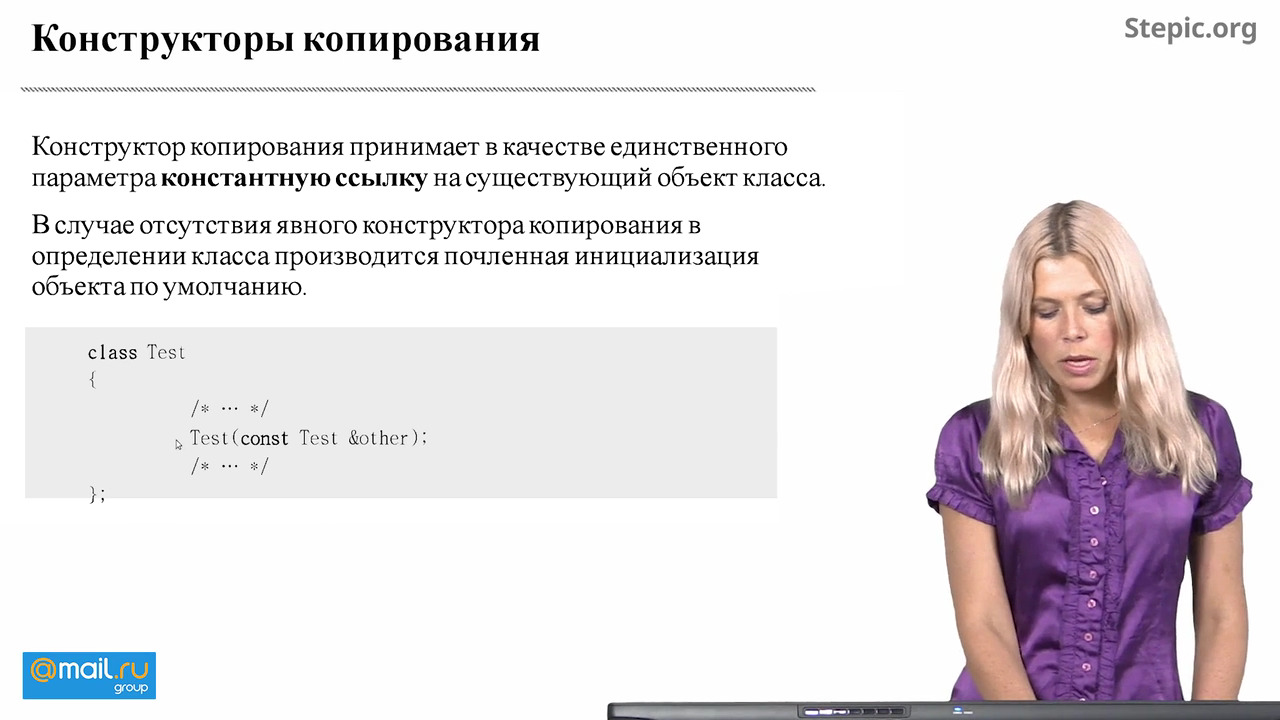 Конструкторы копирования
Stepic.org
Конструктор копирования принимает в качестве единственного
параметра константную ссылку на существующий объект класса.
В случае отсутствия явного конструктора копирования в
определении класса производится почленная инициализация
объекта по умолчанию.
class Test
{
/* … */
Test(const Test &other);
/* … */
};
@mail.ru
group